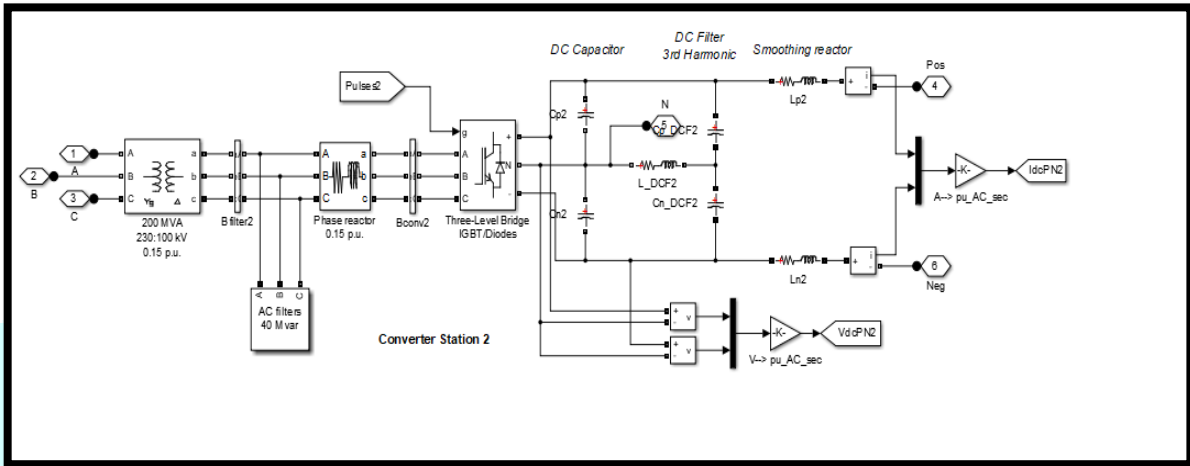 DC Capacitor
DC Filter
3rd Harmonic
Smoothing reactor
Pulses2
Cp2
N
5
Cp_DCF2
Lp2
+
i
-
Pos
4
g
+
N
-
A
B
C
1
A
2
B
3
C
A
B
C
a
b
c
Yg
Δ
200 MVA
230:100 kV
0.15 p.u.
Bfilter2
A
B
C
a
b
c
Phase reactor
0.15 p.u.
Bconv2
Three-Level Bridge
IGBT/Diodes
L_DCF2
Cn2
Cn_DCF2
-K-
A--> pu_AC_sec
IdcPN2
Ln2
+
i
-
6
Neg
A
B
C
AC filters
40 Mvar
Converter Station 2
+
-
v
+
-
v
-K-
V--> pu_AC_sec
VdcPN2